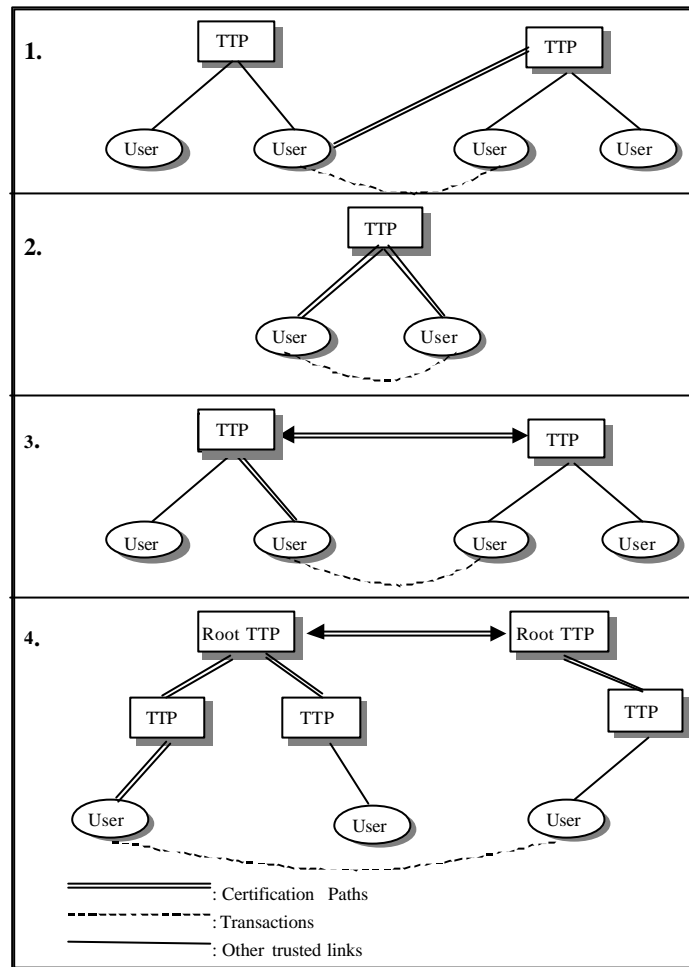 1.
TTP
TTP
User
User
User
User
2.
TTP
User
User
3.
TTP
TTP
User
User
User
User
4.
Root TTP
Root TTP
TTP
TTP
TTP
User
User
User
: Certification Paths
: Transactions
: Other trusted links